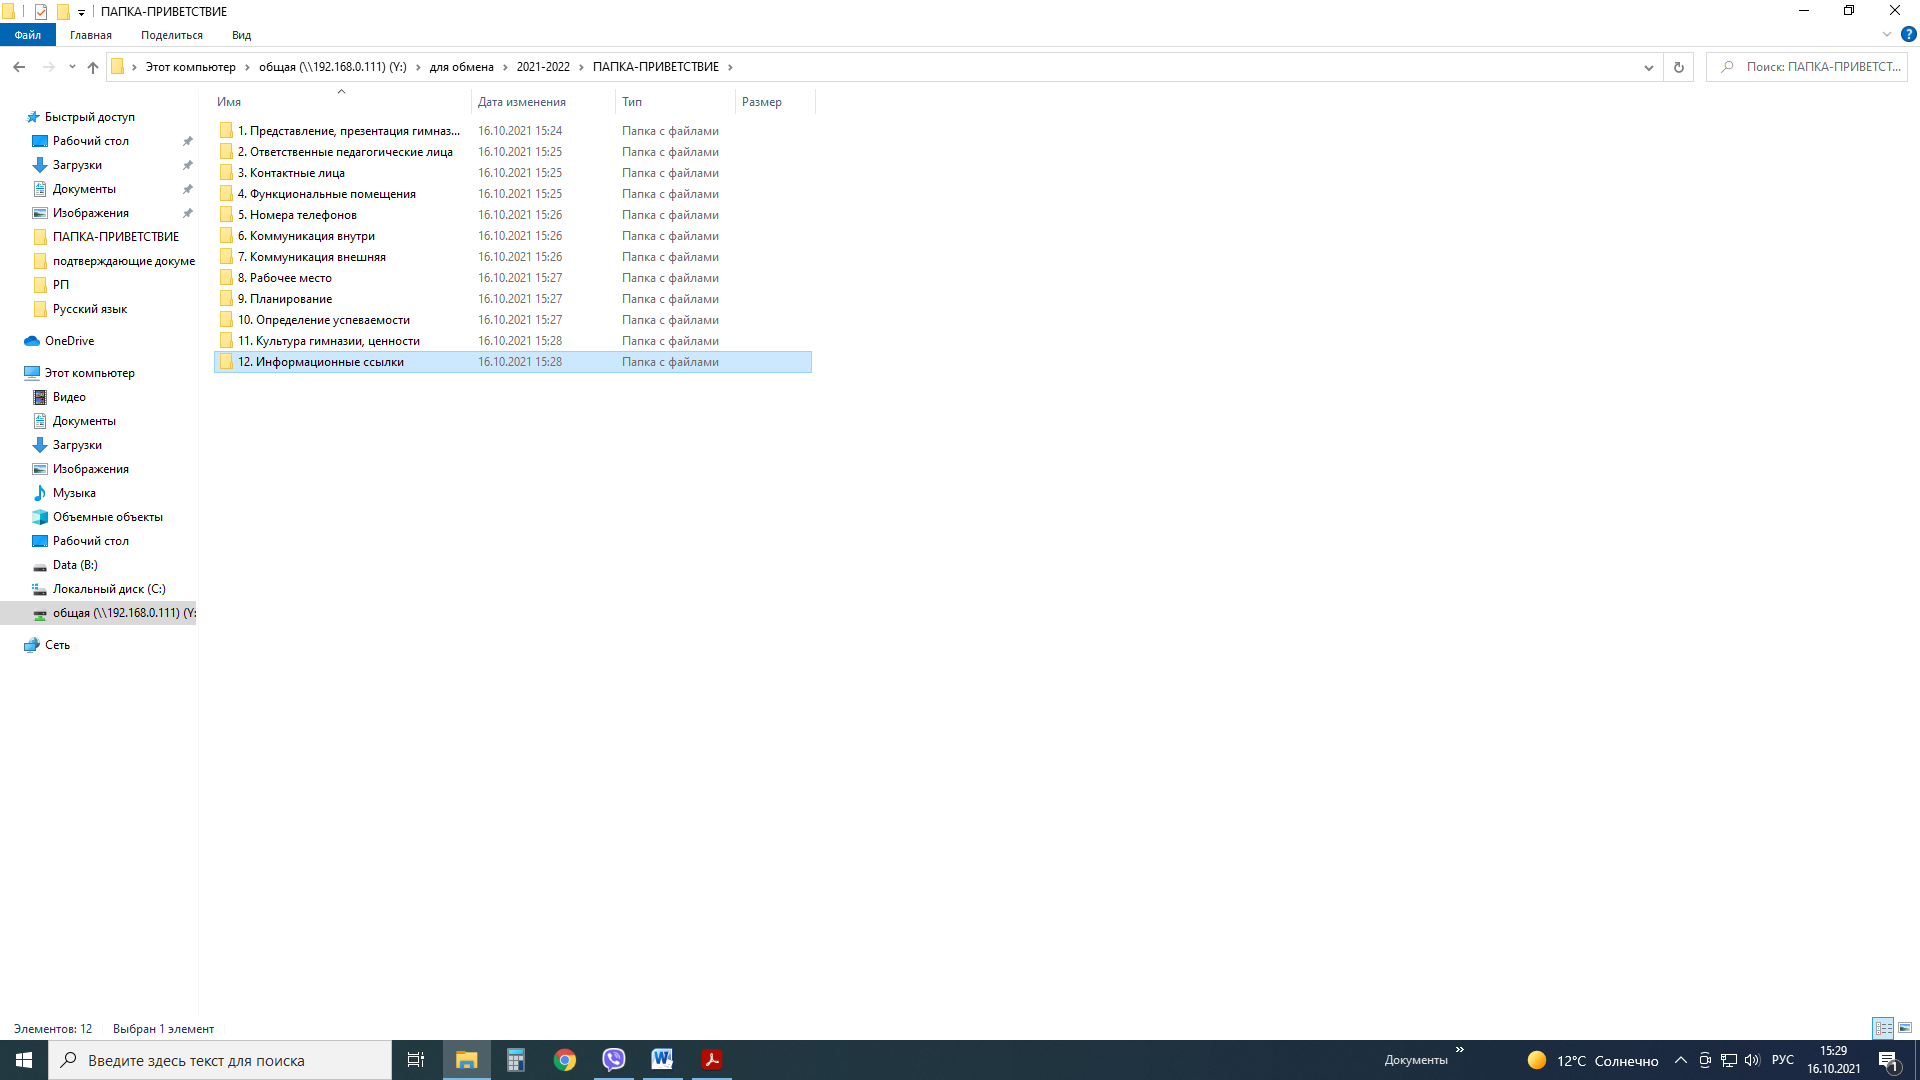 ПАПКА-ПРИВЕТСТВИЕ
Файл Главная Поделиться Вид
Этот компьютер общая (\\192.168.0.111) (Y:) для обмена 2021-2022 ПАПКА-ПРИВЕТСТВИЕ Поиск: ПАПКА-ПРИВЕТСТ...
Имя Дата изменения Тип Размер
1. Представление, презентация гимназ... 16.10.2021 15:24 Папка с файлами
2. Ответственные педагогические лица 16.10.2021 15:25 Папка с файлами
3. Контактные лица 16.10.2021 15:25 Папка с файлами
4. Функциональные помещения 16.10.2021 15:25 Папка с файлами
5. Номера телефонов 16.10.2021 15:26 Папка с файлами
6. Коммуникация внутри 16.10.2021 15:26 Папка с файлами
7. Коммуникация внешняя 16.10.2021 15:26 Папка с файлами
8. Рабочее место 16.10.2021 15:27 Папка с файлами
9. Планирование 16.10.2021 15:27 Папка с файлами
10. Определение успеваемости 16.10.2021 15:27 Папка с файлами
11. Культура гимназии, ценности 16.10.2021 15:28 Папка с файлами
12. Информационные ссылки 16.10.2021 15:28 Папка с файлами
Быстрый доступ
Рабочий стол
Загрузки
Документы
Изображения
ПАПКА-ПРИВЕТСТВИЕ
подтверждающие докуме
РП
Русский язык
OneDrive
Этот компьютер
Видео
Документы
Загрузки
Изображения
Музыка
Объемные объекты
Рабочий стол
Data (B:)
Локальный диск (C:)
общая (\\192.168.0.111) (Y:
Сеть
Элементов: 12 Выбран 1 элемент
Введите здесь текст для поиска
Документы
12°C Солнечно
РУС
15:29
16.10.2021
1